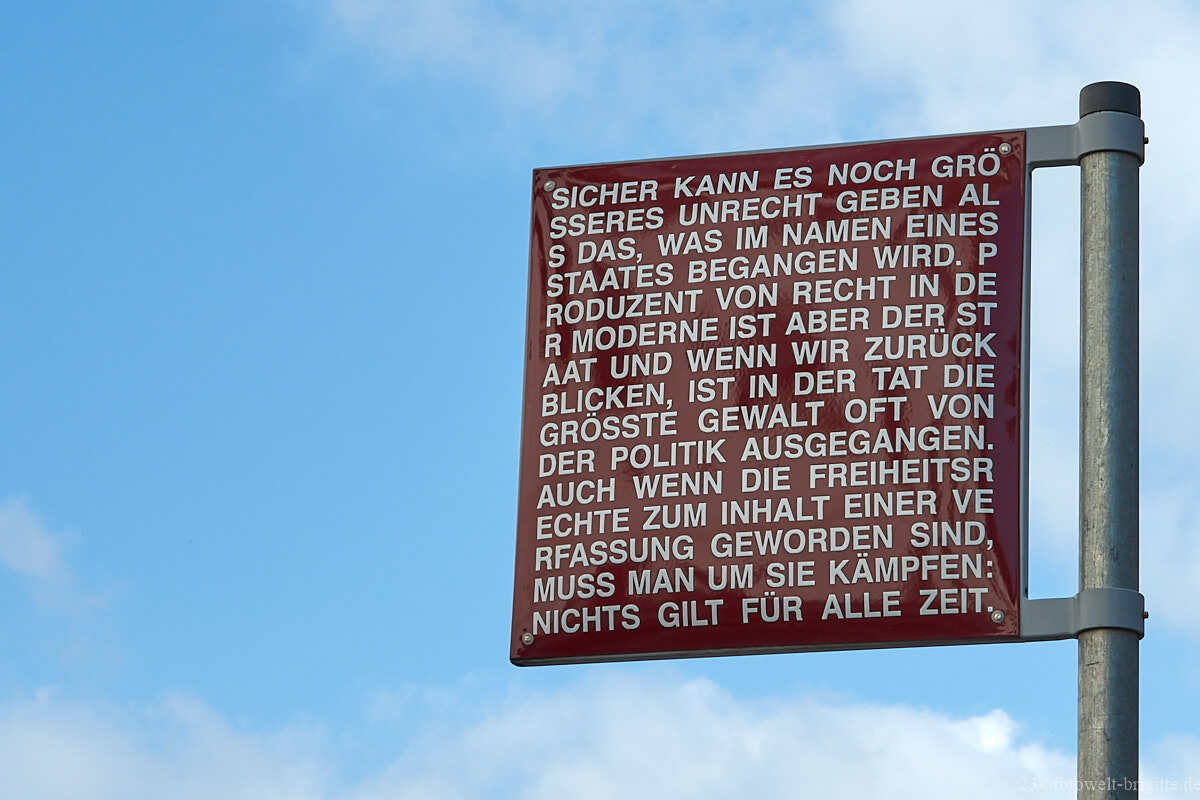 SICHER KANN ES NOCH GRÖ
SSERES UNRECHT GEBEN AL
S DAS, WAS IM NAMEN EINES
STAATES BEGANGEN WIRD. P
RODUZENT VON RECHT IN DE
R MODERNE IST ABER DER ST
AAT UND WENN WIR ZURÜCK
BLICKEN, IST IN DER TAT DIE
GRÖSSTE GEWALT OFT VON
DER POLITIK AUSGEGANGEN.
AUCH WENN DIE FREIHEITSR
ECHTE ZUM INHALT EINER VE
RFASSUNG GEWORDEN SIND,
MUSS MAN UM SIE KÄMPFEN:
NICHTS GILT FÜR ALLE ZEIT.
fotowelt-brigitte.de